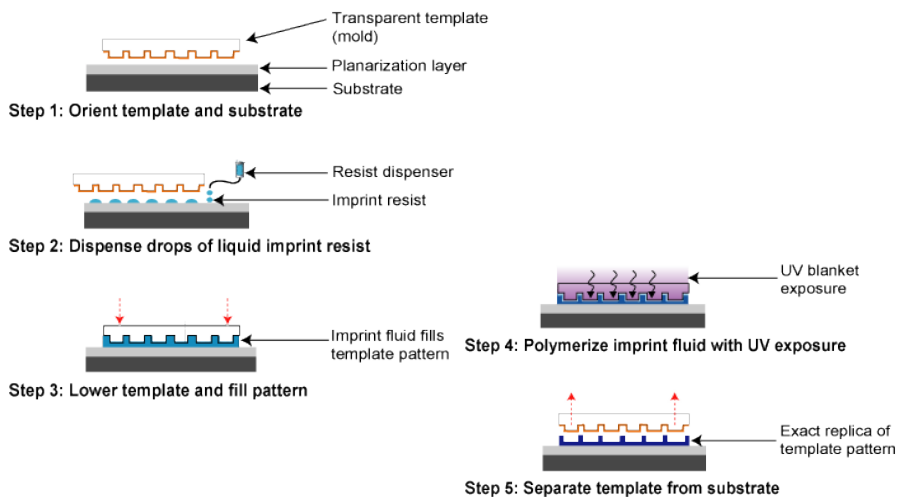 Transparent template
(mold)
Planarization layer
Substrate
Step 1: Orient template and substrate
Resist dispenser
Imprint resist
Step 2: Dispense drops of liquid imprint resist
Imprint fluid fills
template pattern
Step 3: Lower template and fill pattern
UV blanket
exposure
Step 4: Polymerize imprint fluid with UV exposure
Exact replica of
template pattern
Step 5: Separate template from substrate